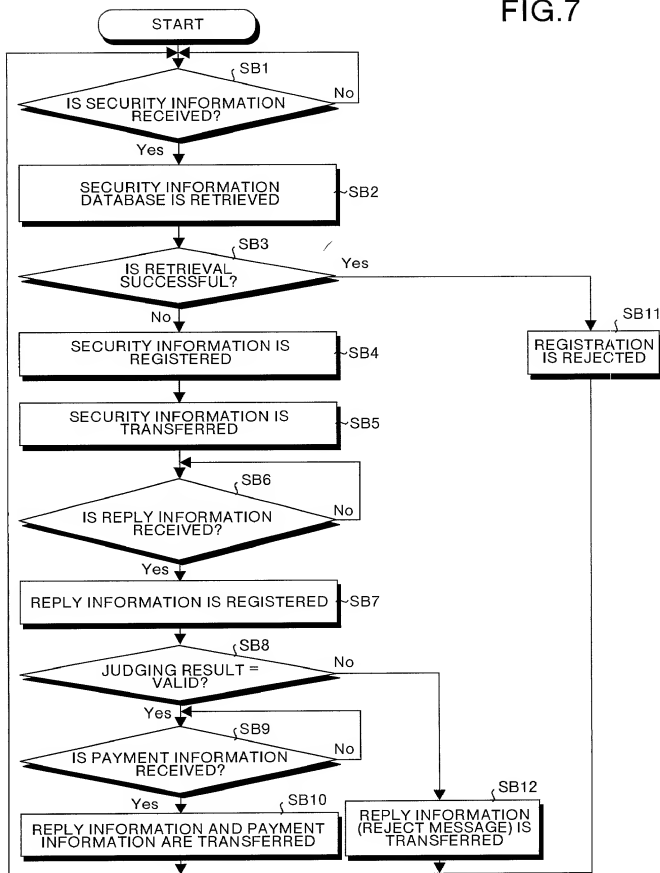 FIG.7
START
SB1
IS SECURITY INFORMATION
RECEIVED?
No
Yes
SECURITY INFORMATION
DATABASE IS RETRIEVED
SB2
SB3
IS RETRIEVAL
SUCCESSFUL?
Yes
No
SB11
REGISTRATION
IS REJECTED
SECURITY INFORMATION IS
REGISTERED
SB4
SECURITY INFORMATION IS
TRANSFERRED
SB5
SB6
IS REPLY INFORMATION
RECEIVED?
No
Yes
REPLY INFORMATION IS REGISTERED
SB7
SB8
JUDGING RESULT =
VALID?
No
Yes
SB9
IS PAYMENT INFORMATION
RECEIVED?
No
Yes
SB10
REPLY INFORMATION AND PAYMENT
INFORMATION ARE TRANSFERRED
SB12
REPLY INFORMATION
(REJECT MESSAGE) IS
TRANSFERRED